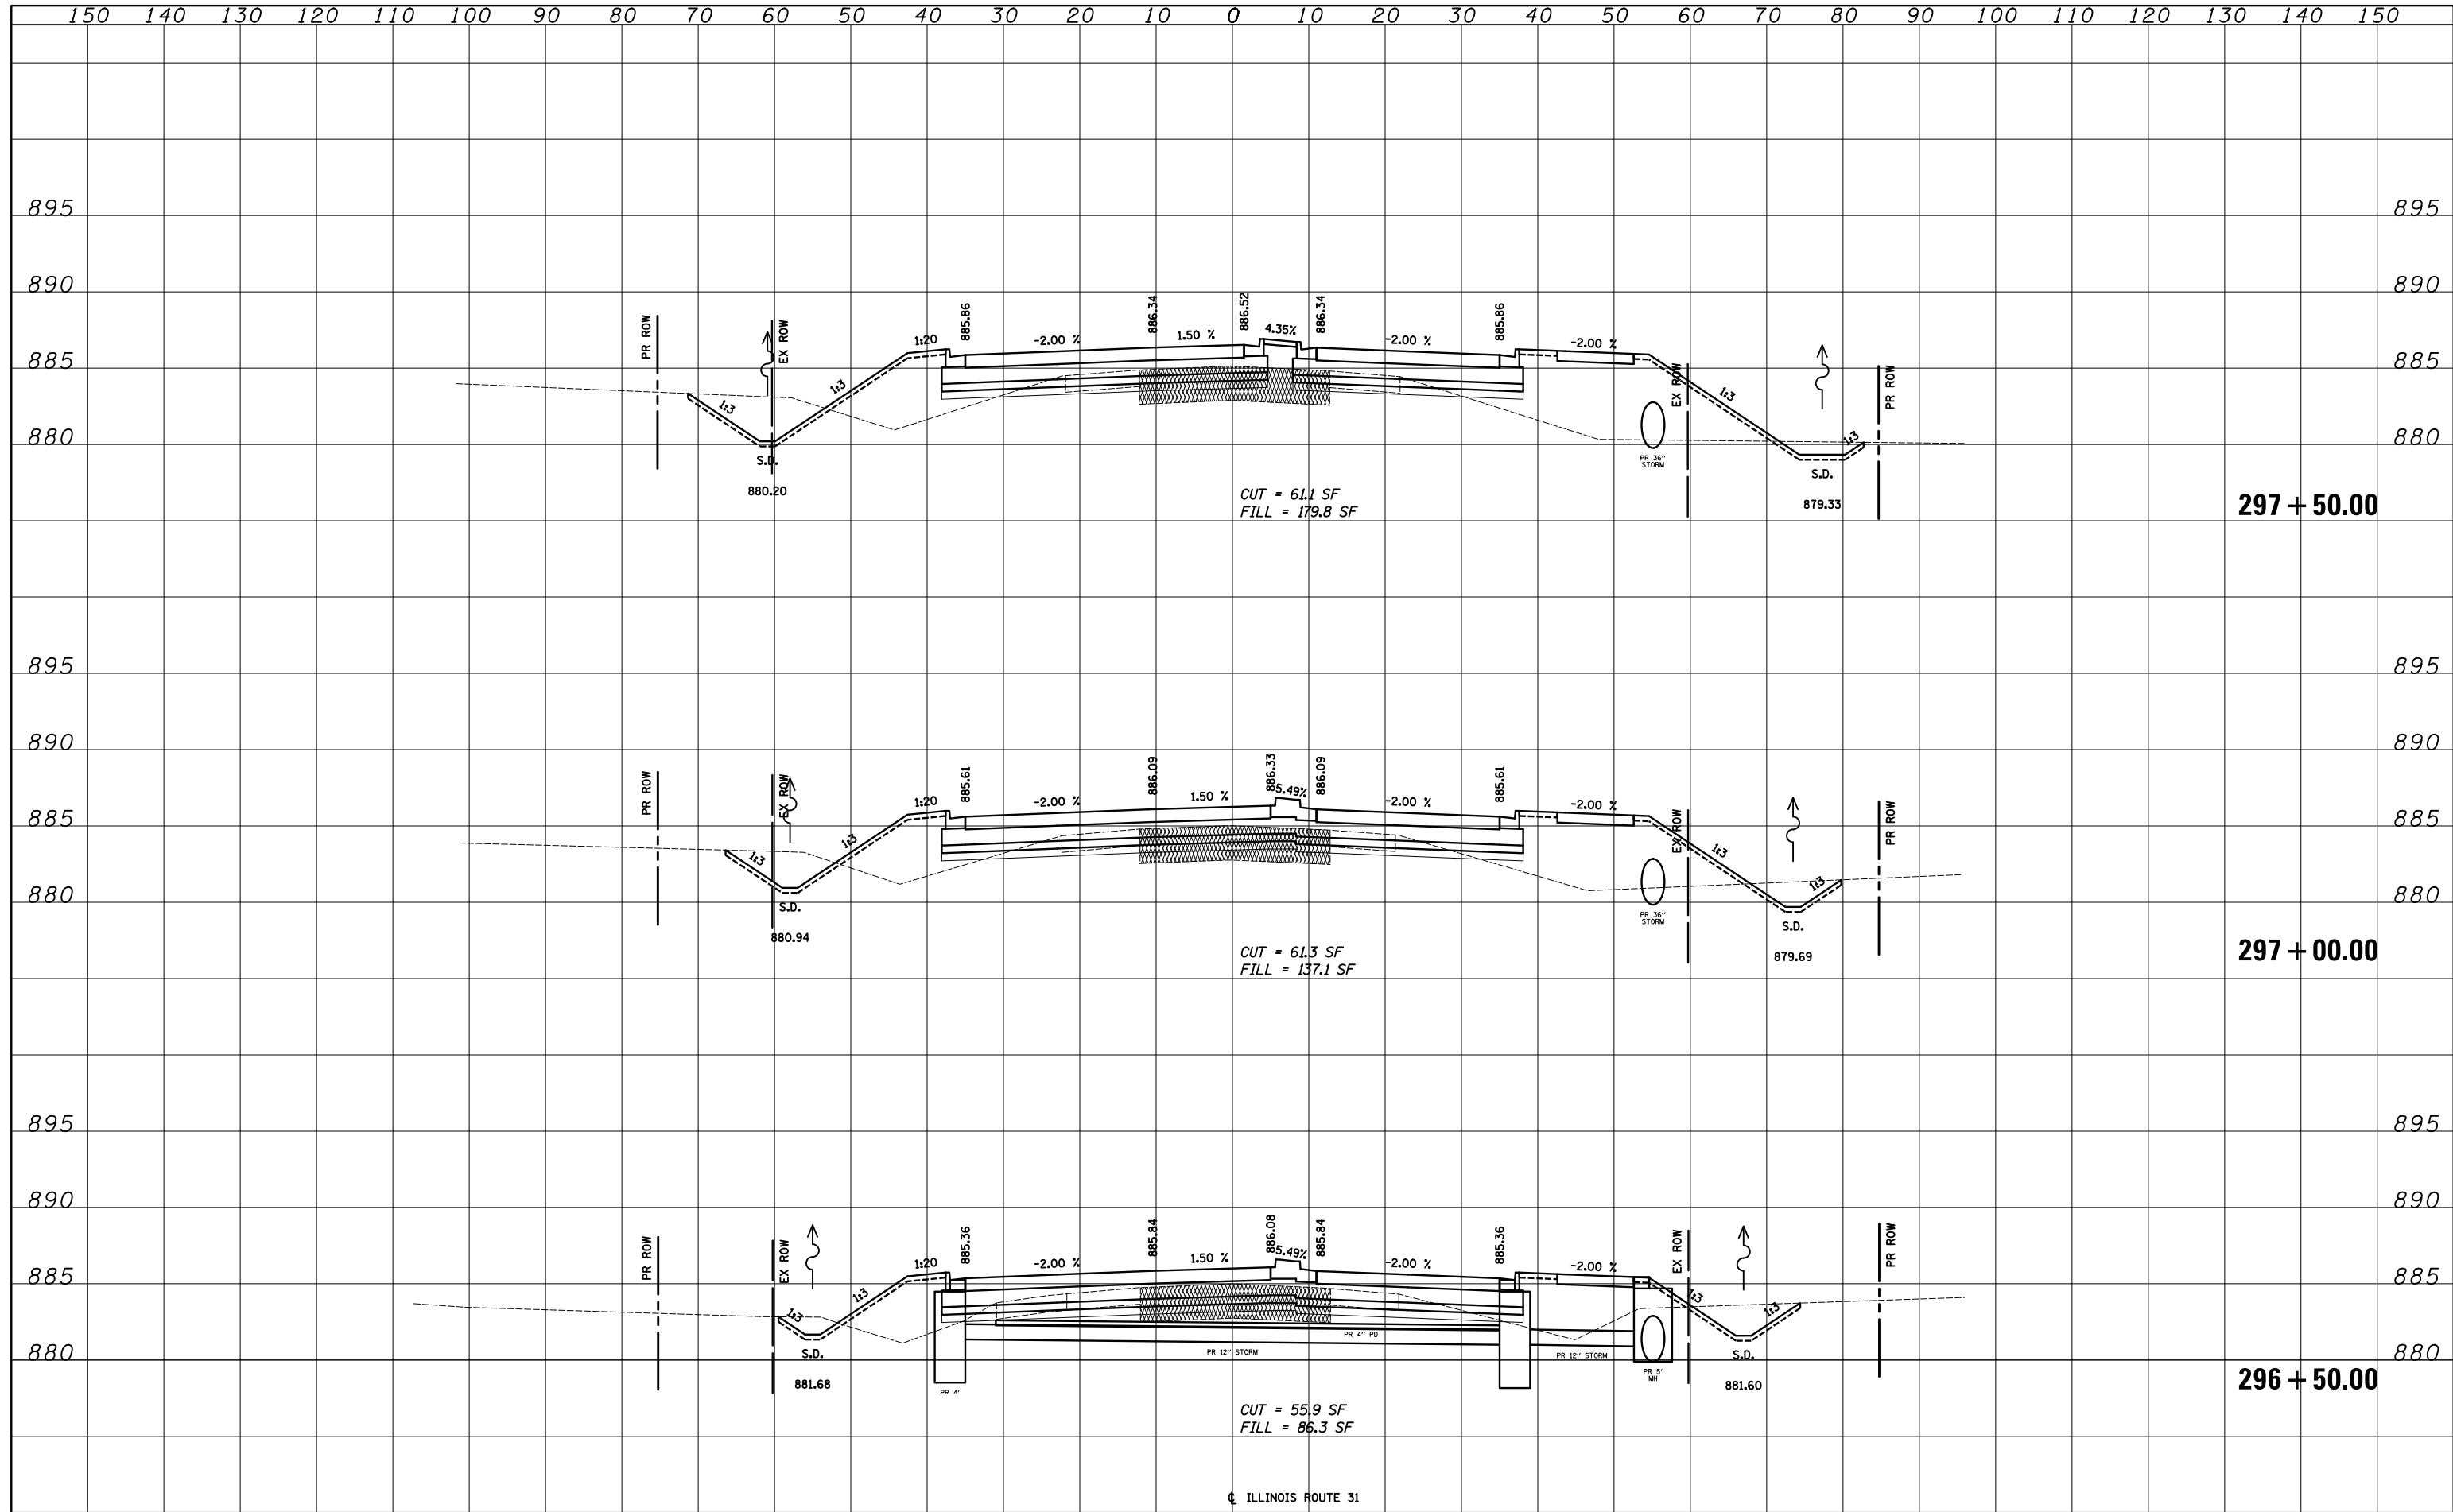 150 140 130 120 110 100 90 80 70 60 50 40 30 20 10 0 10 20 30 40 50 60 70 80 90 100 110 120 130 140 150
895 895
890 890
885 885
880 880
PR ROW
EX ROW
1:3
S.D.
880.20
1:3
1:20
885.86
-2.00 %
886.34
1.50 %
886.52
4.35%
886.34
-2.00 %
885.86
-2.00 %
PR 36"
STORM
EX ROW
1:3
S.D.
879.33
1:3
PR ROW
CUT = 61.1 SF
FILL = 179.8 SF
297+50.00
895 895
890 890
885 885
880 880
PR ROW
EX ROW
1:3
S.D.
880.94
1:3
1:20
885.61
-2.00 %
886.09
1.50 %
886.33
5.49%
886.09
-2.00 %
885.61
-2.00 %
PR 36"
STORM
EX ROW
1:3
S.D.
879.69
1:3
PR ROW
CUT = 61.3 SF
FILL = 137.1 SF
297+00.00
895 895
890 890
885 885
880 880
PR ROW
EX ROW
1:3
S.D.
881.68
1:3
1:20
885.36
-2.00 %
885.84
1.50 %
886.08
5.49%
885.84
-2.00 %
885.36
-2.00 %
PR 4'
PR 12" STORM
PR 4" PD
PR 12" STORM
PR 5'
MH
EX ROW
1:3
S.D.
881.60
1:3
PR ROW
CUT = 55.9 SF
FILL = 86.3 SF
296+50.00
℄ ILLINOIS ROUTE 31